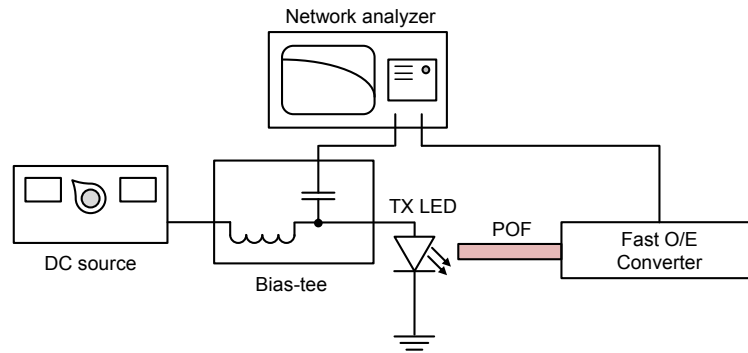 Network analyzer
TX LED
POF
Fast O/E
Converter
DC source
Bias-tee